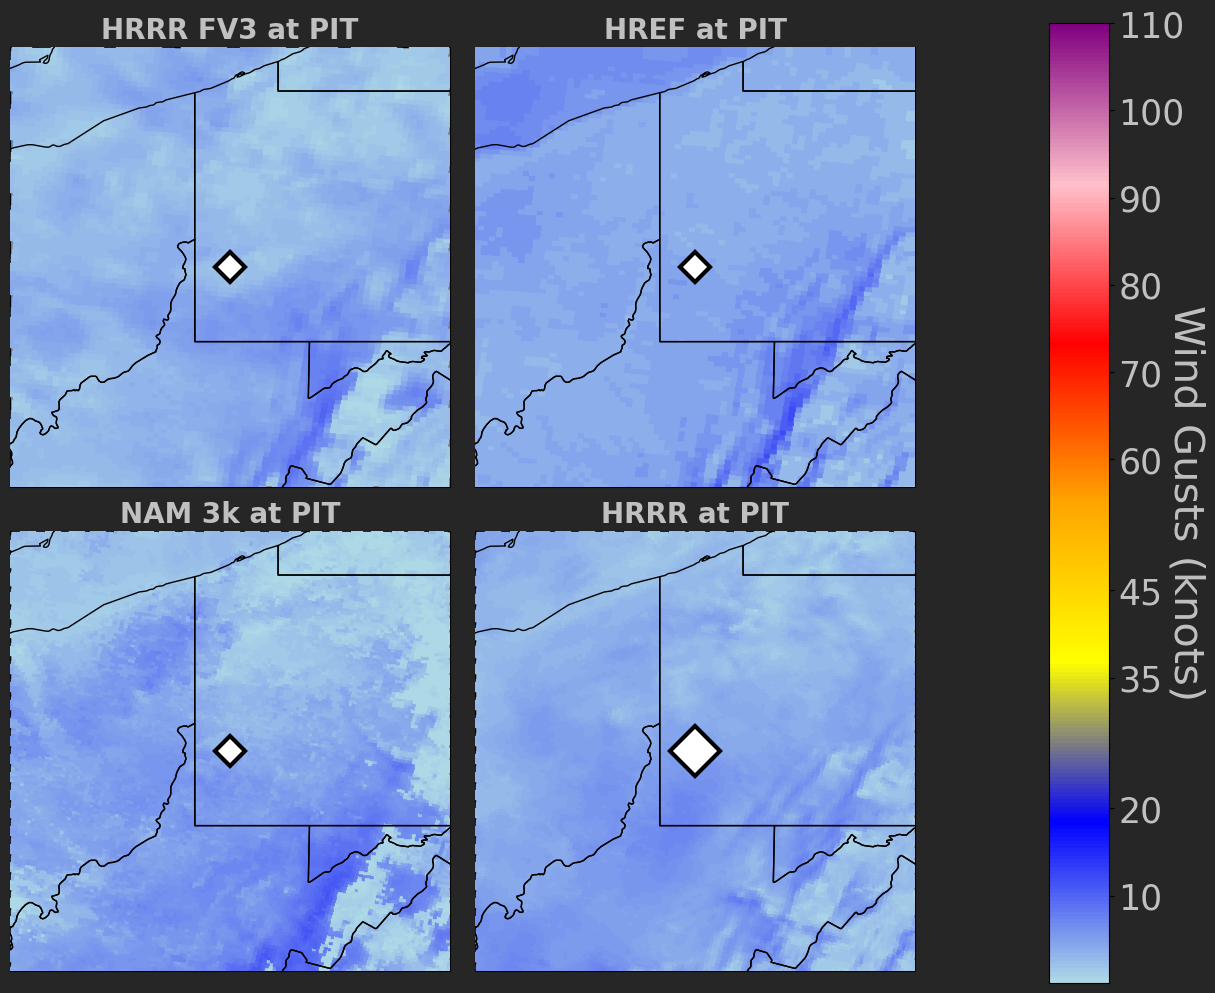 HRRR FV3 at PIT
HREF at PIT
NAM 3k at PIT
HRRR at PIT
110
100
90
80
70
60
45
35
20
10
Wind Gusts (knots)